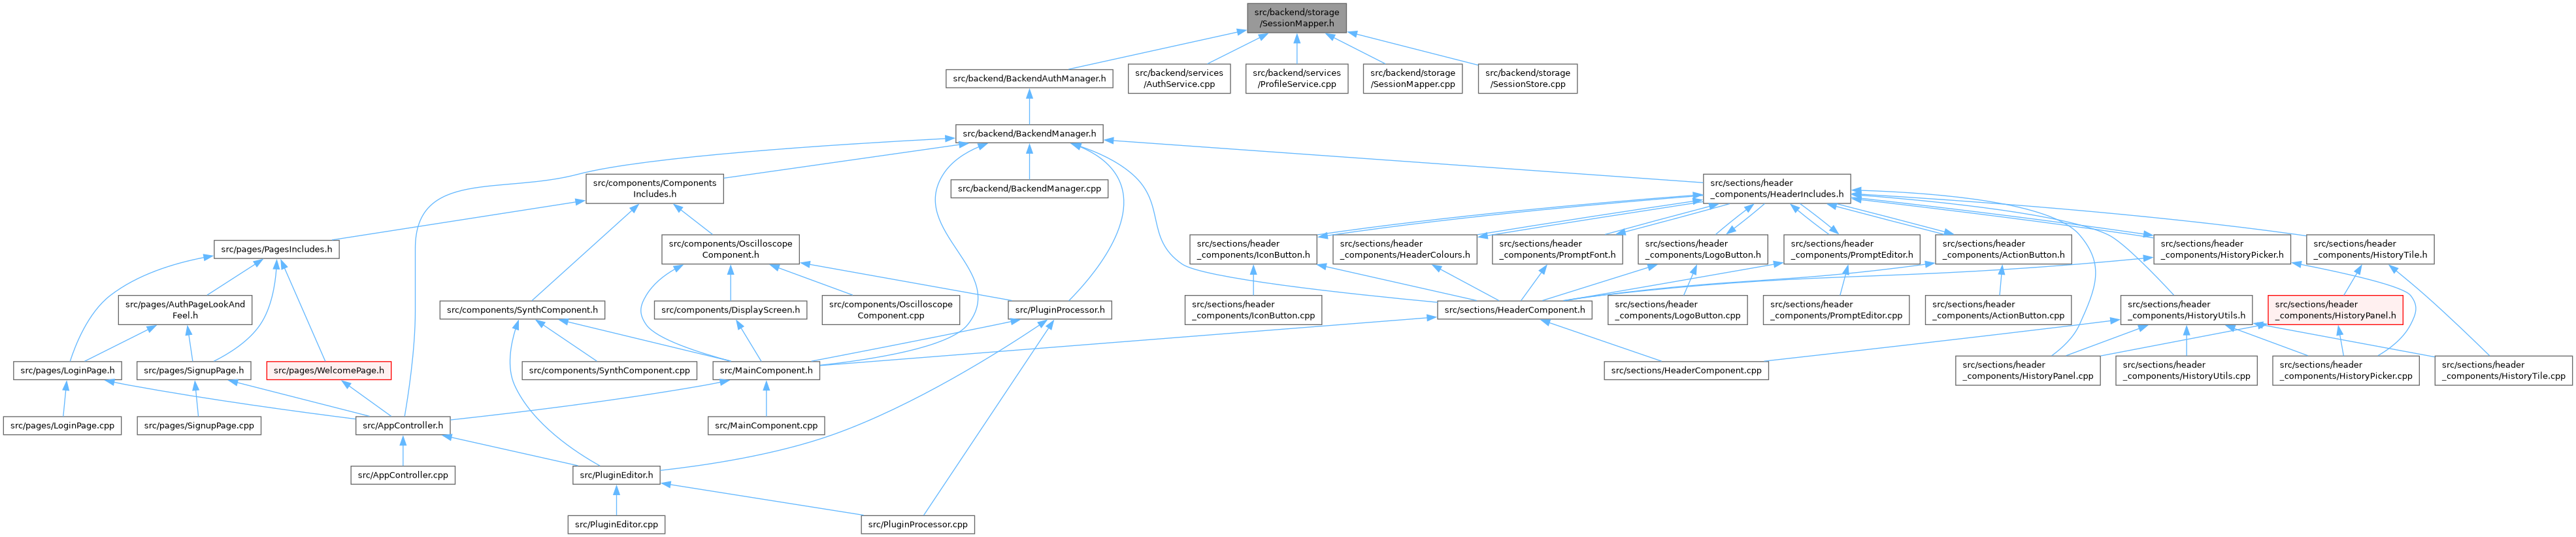 src/backend/storage
/SessionMapper.h
src/backend/BackendAuthManager.h
src/backend/services
/AuthService.cpp
src/backend/services
/ProfileService.cpp
src/backend/storage
/SessionMapper.cpp
src/backend/storage
/SessionStore.cpp
src/backend/BackendManager.h
src/components/Components
Includes.h
src/backend/BackendManager.cpp
src/sections/header
_components/HeaderIncludes.h
src/pages/PagesIncludes.h
src/components/Oscilloscope
Component.h
src/sections/header
_components/IconButton.h
src/sections/header
_components/HeaderColours.h
src/sections/header
_components/PromptFont.h
src/sections/header
_components/LogoButton.h
src/sections/header
_components/PromptEditor.h
src/sections/header
_components/ActionButton.h
src/sections/header
_components/HistoryPicker.h
src/sections/header
_components/HistoryTile.h
src/pages/AuthPageLookAnd
Feel.h
src/components/SynthComponent.h
src/components/DisplayScreen.h
src/components/Oscilloscope
Component.cpp
src/PluginProcessor.h
src/sections/header
_components/IconButton.cpp
src/sections/HeaderComponent.h
src/sections/header
_components/LogoButton.cpp
src/sections/header
_components/PromptEditor.cpp
src/sections/header
_components/ActionButton.cpp
src/sections/header
_components/HistoryUtils.h
src/sections/header
_components/HistoryPanel.h
src/pages/LoginPage.h
src/pages/SignupPage.h
src/pages/WelcomePage.h
src/components/SynthComponent.cpp
src/MainComponent.h
src/sections/HeaderComponent.cpp
src/sections/header
_components/HistoryPanel.cpp
src/sections/header
_components/HistoryUtils.cpp
src/sections/header
_components/HistoryPicker.cpp
src/sections/header
_components/HistoryTile.cpp
src/pages/LoginPage.cpp
src/pages/SignupPage.cpp
src/AppController.h
src/MainComponent.cpp
src/AppController.cpp
src/PluginEditor.h
src/PluginEditor.cpp
src/PluginProcessor.cpp